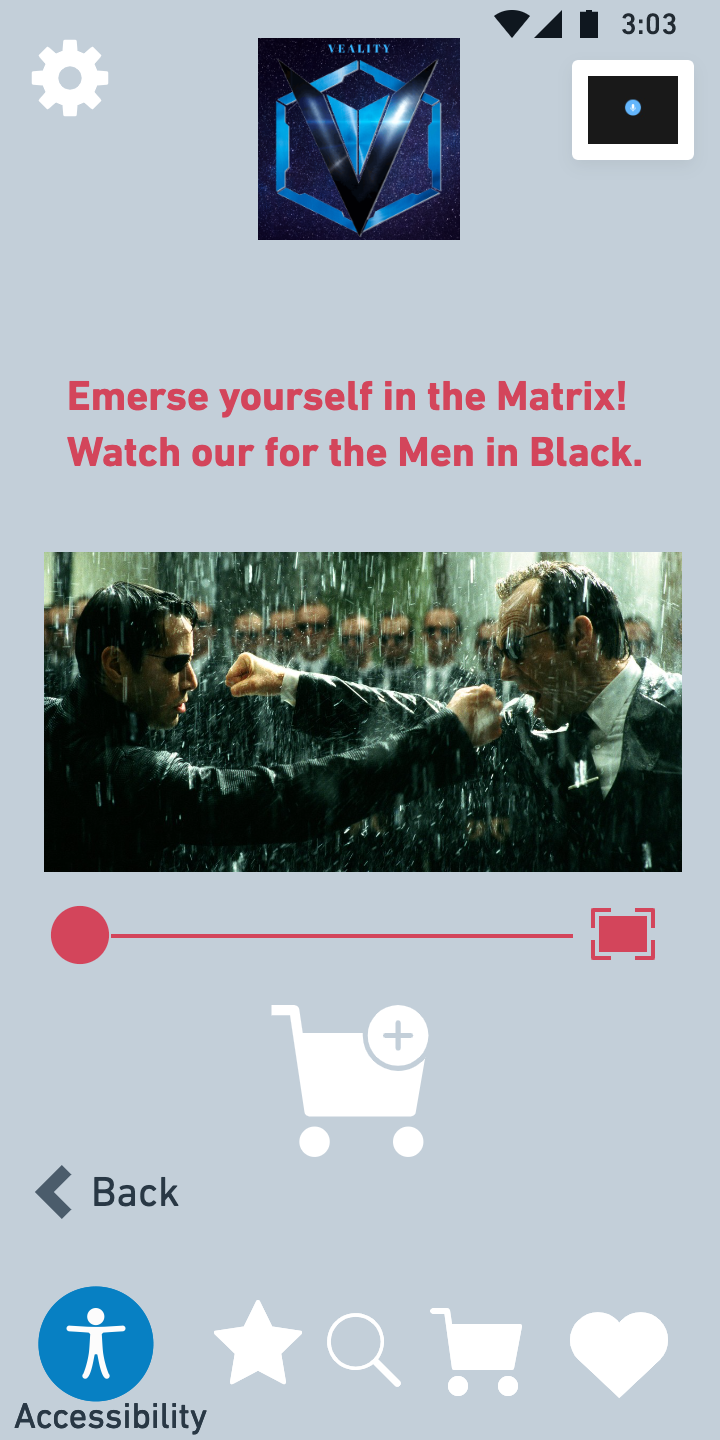 3:03
VEALITY
Emerse yourself in the Matrix!
Watch our for the Men in Black.
Back
Accessibility